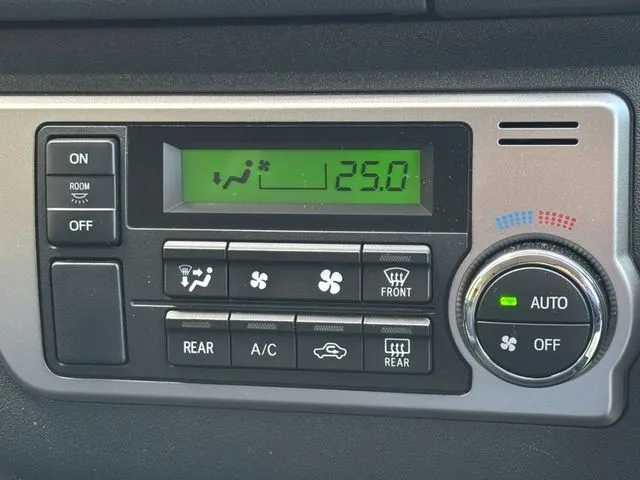 ON
ROOM
OFF
25.0
FRONT
REAR
A/C
REAR
AUTO
OFF